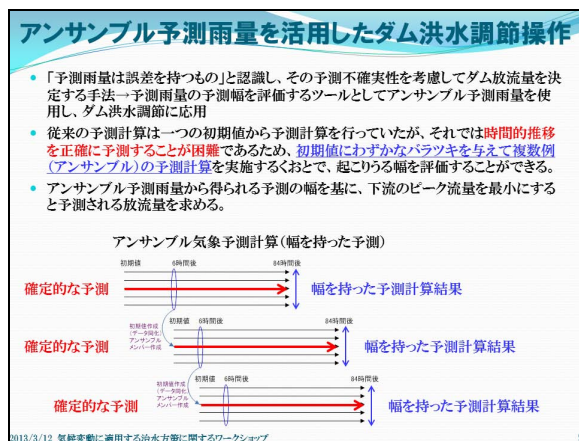 アンサンブル予測雨量を活用したダム洪水調節操作
「予測雨量は誤差を持つもの」と認識し、その予測不確実性を考慮してダム放流量を決
定する手法→予測雨量の予測幅を評価するツールとしてアンサンブル予測雨量を使
用し、ダム洪水調節に応用
従来の予測計算は一つの初期値から予測計算を行っていたが、それでは時間的推移
を正確に予測することが困難であるため、初期値にわずかなバラツキを与えて複数例
(アンサンブル)の予測計算を実施するくおとで、起こりうる幅を評価することができる。
アンサンブル予測雨量から得られる予測の幅を基に、下流のピーク流量を最小にする
と予測される放流量を求める。
アンサンブル気象予測計算(幅を持った予測)
初期値 6時間後 84時間後
確定的な予測 幅を持った予測計算結果
初期値作成
(データ同化)
アンサンブル
メンバー作成
初期値 6時間後 84時間後
確定的な予測 幅を持った予測計算結果
初期値作成
(データ同化)
アンサンブル
メンバー作成
初期値 6時間後 84時間後
確定的な予測 幅を持った予測計算結果
2013/3/12 気候変動に適用する治水方策に関するワークショップ